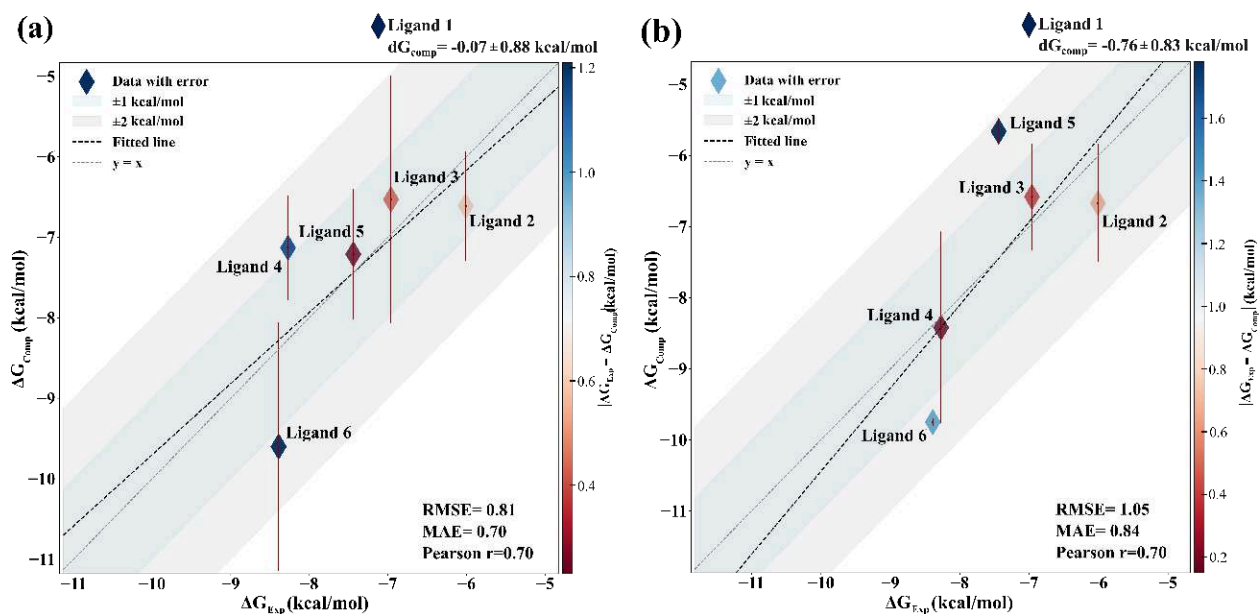 (a)
Ligand 1
dG_comp= -0.07 ± 0.88 kcal/mol
Data with error
±1 kcal/mol
±2 kcal/mol
Fitted line
y = x
Ligand 3
Ligand 5
Ligand 2
Ligand 4
Ligand 6
RMSE= 0.81
MAE= 0.70
Pearson r=0.70
−5
−6
−7
−8
−9
−10
−11
ΔG_Comp (kcal/mol)
−11
−10
−9
−8
−7
−6
−5
ΔG_Exp (kcal/mol)
1.2
1.0
0.8
0.6
0.4
|ΔG_Exp − ΔG_Comp| (kcal/mol)
(b)
Ligand 1
dG_comp= -0.76 ± 0.83 kcal/mol
Data with error
±1 kcal/mol
±2 kcal/mol
Fitted line
y = x
Ligand 5
Ligand 3
Ligand 2
Ligand 4
Ligand 6
RMSE= 1.05
MAE= 0.84
Pearson r=0.70
−5
−6
−7
−8
−9
−10
−11
ΔG_Comp (kcal/mol)
−11
−10
−9
−8
−7
−6
−5
ΔG_Exp (kcal/mol)
1.6
1.4
1.2
1.0
0.8
0.6
0.4
0.2
|ΔG_Exp − ΔG_Comp| (kcal/mol)